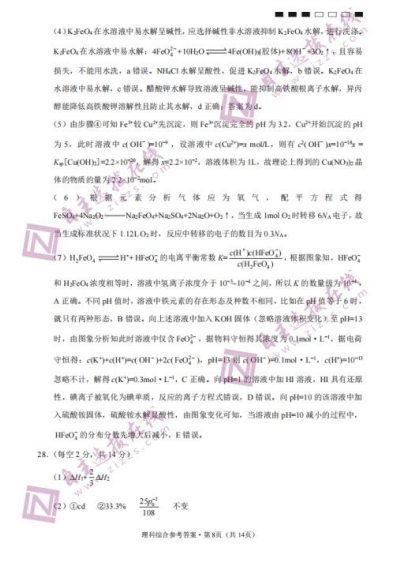 (4)K₂FeO₄在水溶液中易水解呈碱性,应选择碱性非水溶液抑制K₂FeO₄水解,进行洗涤。
K₂FeO₄在水溶液中易水解:4FeO₄²⁻+10H₂O⇌4Fe(OH)₃(胶体)+8OH⁻+3O₂↑,且容易
损失,不能用水洗,a错误。NH₄Cl水解呈酸性,促进K₂FeO₄水解,b错误。K₂FeO₄在
水溶液中易水解,c错误。醋酸钾水解导致溶液呈碱性,能抑制高铁酸根离子水解,异丙
醇能降低高铁酸钾溶解性且防止其水解,d正确,答案为d。
(5)由步骤④可知Fe³⁺较Cu²⁺先沉淀,则Fe³⁺沉淀完全的pH为3.2,Cu²⁺开始沉淀的pH
为5,此时溶液中c(OH⁻)=10⁻⁹,设溶液中c(Cu²⁺)=x mol/L,则有c²(OH⁻)x=10⁻¹⁸x=
Kₛₚ[Cu(OH)₂]=2.2×10⁻²⁰,解得x=2.2×10⁻²,溶液体积为1L,故理论上得到的Cu(NO₃)₂晶
体的物质的量为2.2×10⁻²mol。
(6)根据元素分析气体应为氧气,配平方程式得
FeSO₄+4Na₂O₂——Na₂FeO₄+Na₂SO₄+2Na₂O+O₂↑,当生成1mol O₂时转移6Nₐ电子,故
当生成标准状况下1.12L O₂时,反应中转移的电子的数目为0.3Nₐ。
(7)H₂FeO₄⇌H⁺+HFeO₄⁻的电离平衡常数K=c(H⁺)·c(HFeO₄⁻)/c(H₂FeO₄),根据图象知,HFeO₄⁻
和H₂FeO₄浓度相等时,溶液中氢离子浓度介于10⁻³~10⁻⁴之间,所以K的数量级为10⁻⁴,
A正确。不同pH值时,溶液中铁元素的存在形态及种数不相同,比如在pH值等于6时,
就只有两种形态,B错误。向上述溶液中加入KOH固体(忽略溶液体积变化)至pH=13
时,由图象分析知此时溶液中仅含FeO₄²⁻,据物料守恒得其浓度为0.1mol·L⁻¹,据电荷
守恒得:c(K⁺)+c(H⁺)=c(OH⁻)+2c(FeO₄²⁻),pH=13则c(OH⁻)=0.1mol·L⁻¹,c(H⁺)=10⁻¹³
忽略不计,解得c(K⁺)=0.3mol·L⁻¹,C正确。向pH=1的溶液中加HI溶液,HI具有还原
性,碘离子被氧化为碘单质,反应的离子方程式错误,D错误。向pH=10的该溶液中加
入硫酸铵固体,硫酸铵水解显酸性,由图象变化可知,当溶液由pH=10减小的过程中,
HFeO₄⁻的分布分数先增大后减小,E错误。
28.(每空2分,共14分)
(1)ΔH₁+2/3ΔH₂
(2)①cd ②33.3% 25p₀⁻²/108 不变
理科综合参考答案·第8页(共14页)